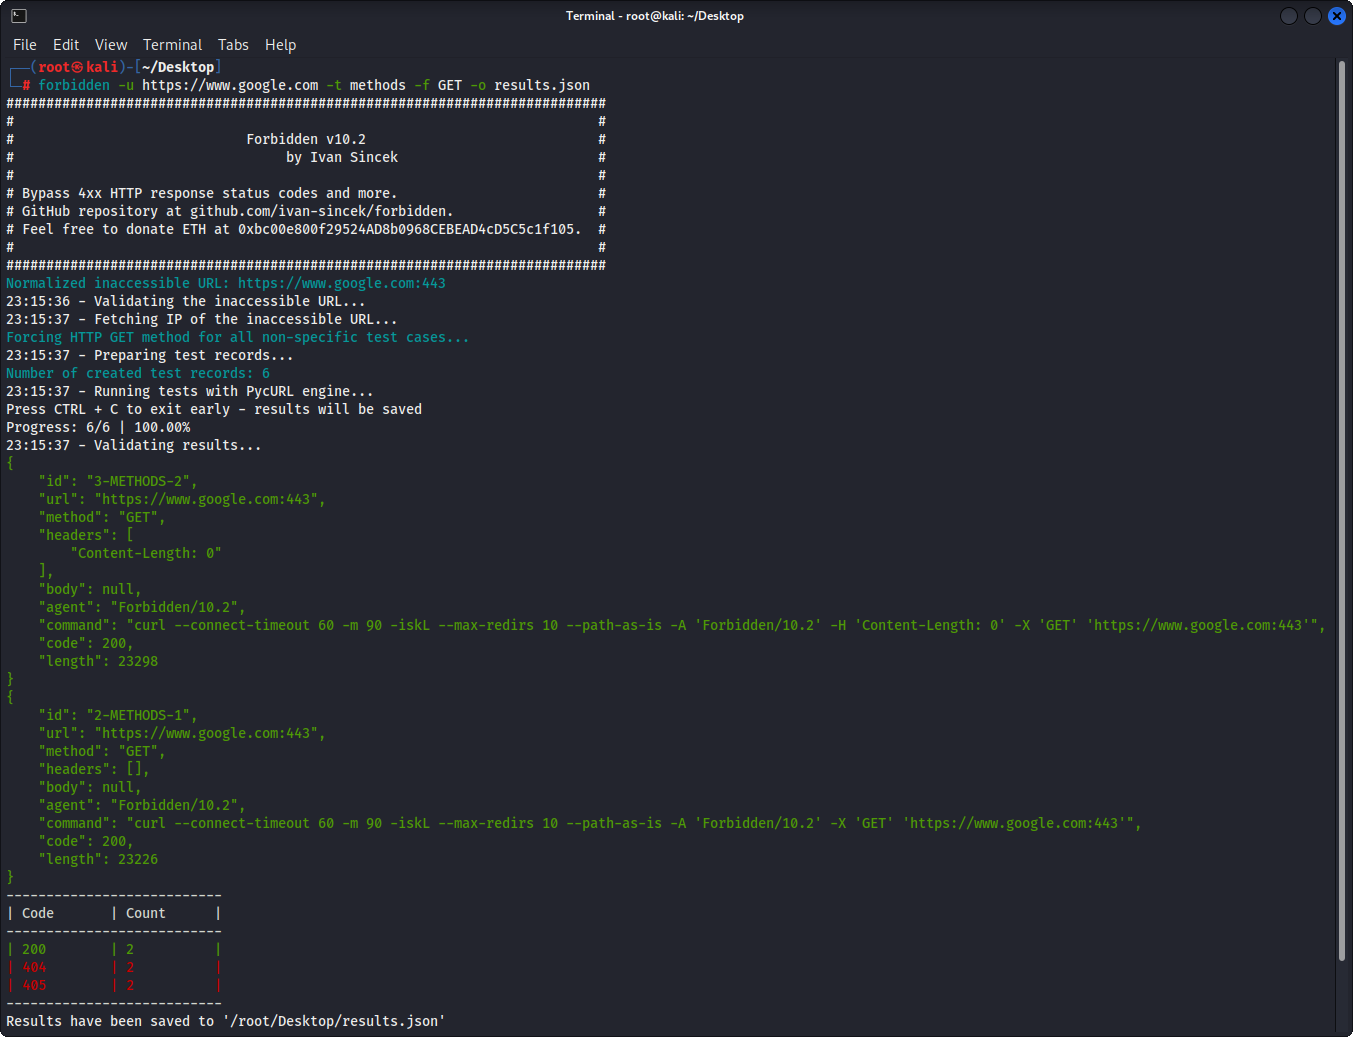 Terminal - root@kali: ~/Desktop
File Edit View Terminal Tabs Help
┌──(root㉿kali)-[~/Desktop]
└─# forbidden -u https://www.google.com -t methods -f GET -o results.json
###########################################################################
#                                                                         #
#                             Forbidden v10.2                             #
#                                  by Ivan Sincek                         #
#                                                                         #
# Bypass 4xx HTTP response status codes and more.                         #
# GitHub repository at github.com/ivan-sincek/forbidden.                  #
# Feel free to donate ETH at 0xbc00e800f29524AD8b0968CEBEAD4cD5C5c1f105.  #
#                                                                         #
###########################################################################
Normalized inaccessible URL: https://www.google.com:443
23:15:36 - Validating the inaccessible URL...
23:15:37 - Fetching IP of the inaccessible URL...
Forcing HTTP GET method for all non-specific test cases...
23:15:37 - Preparing test records...
Number of created test records: 6
23:15:37 - Running tests with PycURL engine...
Press CTRL + C to exit early - results will be saved
Progress: 6/6 | 100.00%
23:15:37 - Validating results...
{
    "id": "3-METHODS-2",
    "url": "https://www.google.com:443",
    "method": "GET",
    "headers": [
        "Content-Length: 0"
    ],
    "body": null,
    "agent": "Forbidden/10.2",
    "command": "curl --connect-timeout 60 -m 90 -iskL --max-redirs 10 --path-as-is -A 'Forbidden/10.2' -H 'Content-Length: 0' -X 'GET' 'https://www.google.com:443'",
    "code": 200,
    "length": 23298
}
{
    "id": "2-METHODS-1",
    "url": "https://www.google.com:443",
    "method": "GET",
    "headers": [],
    "body": null,
    "agent": "Forbidden/10.2",
    "command": "curl --connect-timeout 60 -m 90 -iskL --max-redirs 10 --path-as-is -A 'Forbidden/10.2' -X 'GET' 'https://www.google.com:443'",
    "code": 200,
    "length": 23226
}
---------------------------
| Code       | Count      |
---------------------------
| 200        | 2          |
| 404        | 2          |
| 405        | 2          |
---------------------------
Results have been saved to '/root/Desktop/results.json'